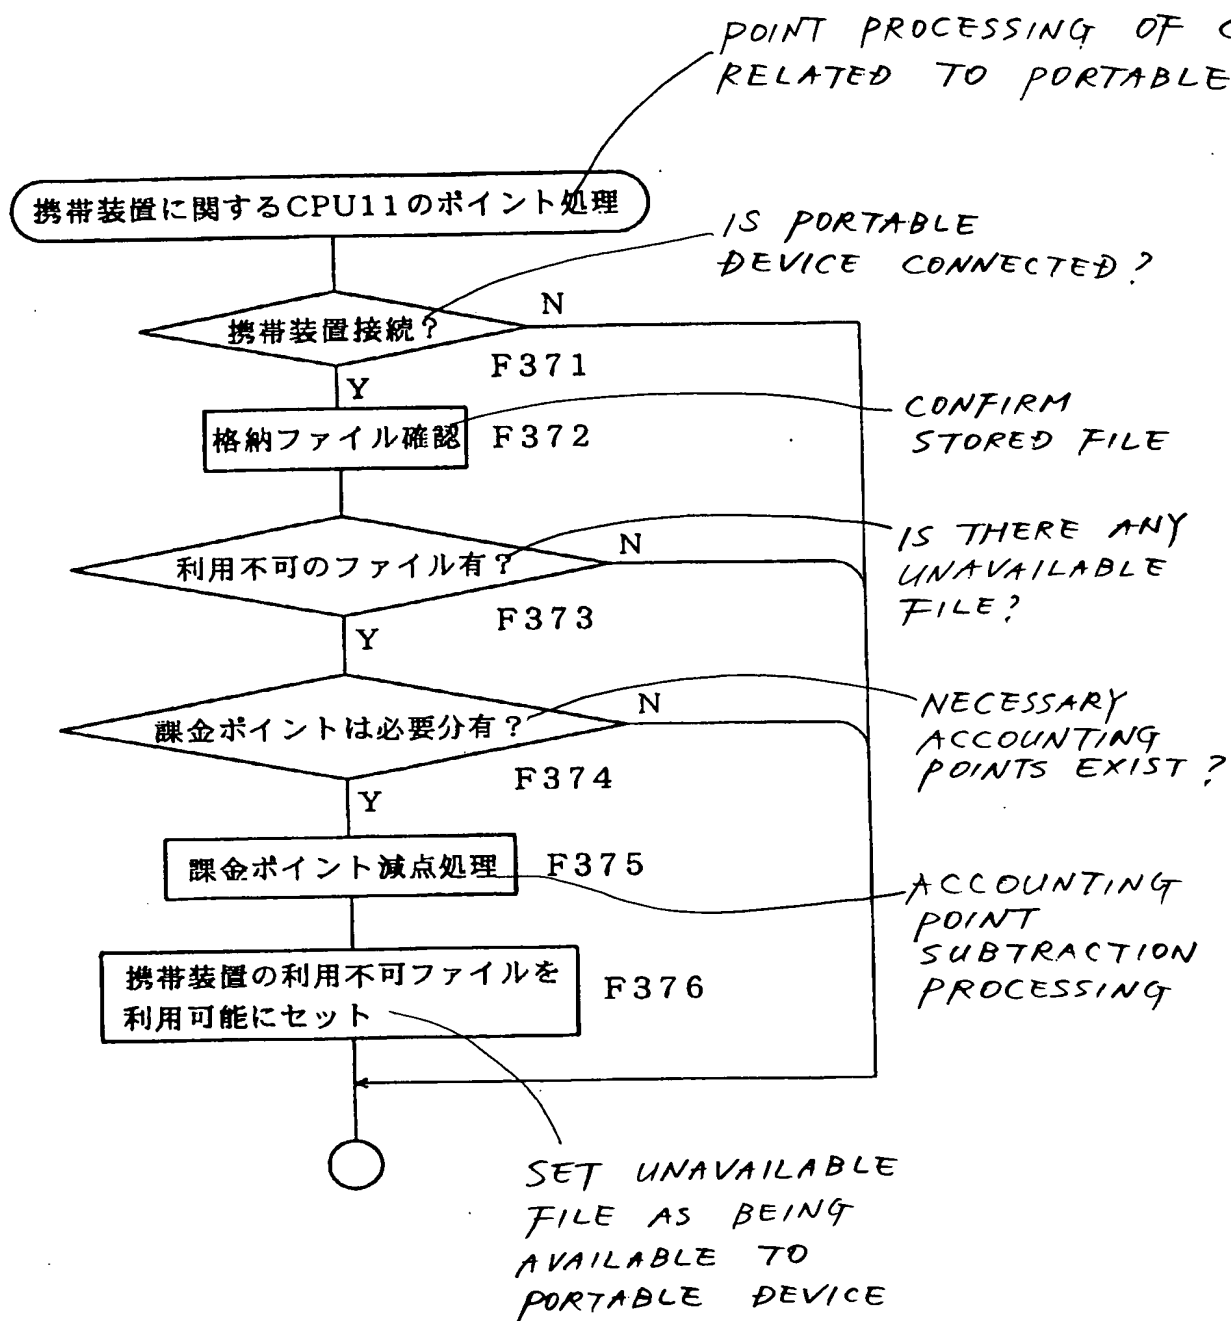 POINT PROCESSING OF
RELATED TO PORTABLE
携帯装置に関するCPU11のポイント処理
IS PORTABLE
DEVICE CONNECTED?
携帯装置接続?
N
F371
Y
格納ファイル確認
F372
CONFIRM
STORED FILE
利用不可のファイル有?
N
F373
Y
IS THERE ANY
UNAVAILABLE
FILE?
課金ポイントは必要分有?
N
F374
Y
NECESSARY
ACCOUNTING
POINTS EXIST?
課金ポイント減点処理
F375
ACCOUNTING
POINT
SUBTRACTION
PROCESSING
携帯装置の利用不可ファイルを
利用可能にセット
F376
SET UNAVAILABLE
FILE AS BEING
AVAILABLE TO
PORTABLE DEVICE